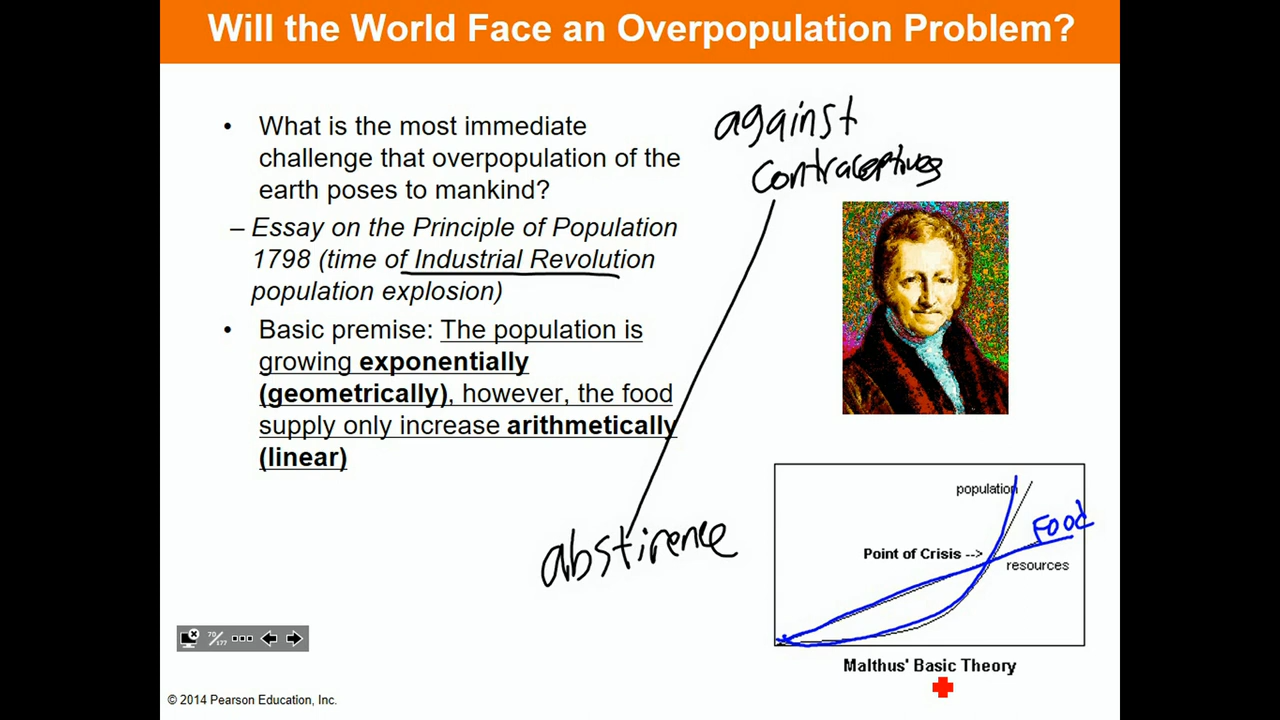 Will the World Face an Overpopulation Problem?
• What is the most immediate
challenge that overpopulation of the
earth poses to mankind?
– Essay on the Principle of Population
1798 (time of Industrial Revolution
population explosion)
• Basic premise: The population is
growing exponentially
(geometrically), however, the food
supply only increase arithmetically
(linear)
against
contraceptives
abstirence
population
Food
Point of Crisis -->
resources
Malthus' Basic Theory
70/177
© 2014 Pearson Education, Inc.